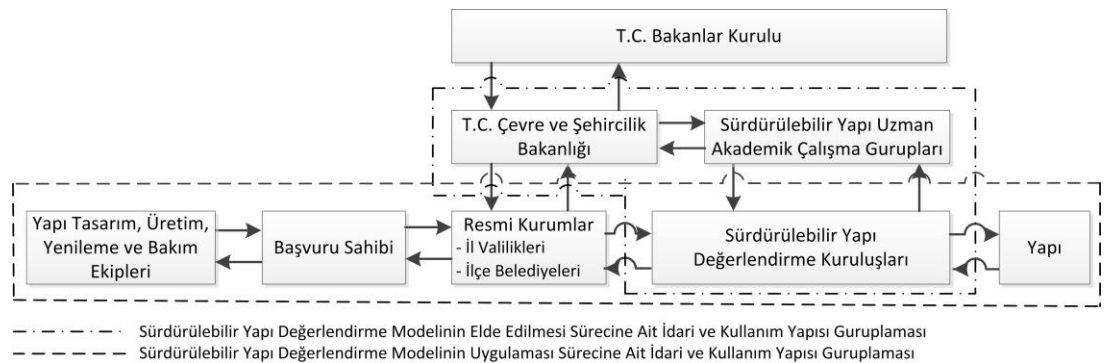 T.C. Bakanlar Kurulu
T.C. Çevre ve Şehircilik
Bakanlığı
Sürdürülebilir Yapı Uzman
Akademik Çalışma Gurupları
Yapı Tasarım, Üretim,
Yenileme ve Bakım
Ekipleri
Başvuru Sahibi
Resmi Kurumlar
- İl Valilikleri
- İlçe Belediyeleri
Sürdürülebilir Yapı
Değerlendirme Kuruluşları
Yapı
Sürdürülebilir Yapı Değerlendirme Modelinin Elde Edilmesi Sürecine Ait İdari ve Kullanım Yapısı Guruplaması
Sürdürülebilir Yapı Değerlendirme Modelinin Uygulaması Sürecine Ait İdari ve Kullanım Yapısı Guruplaması